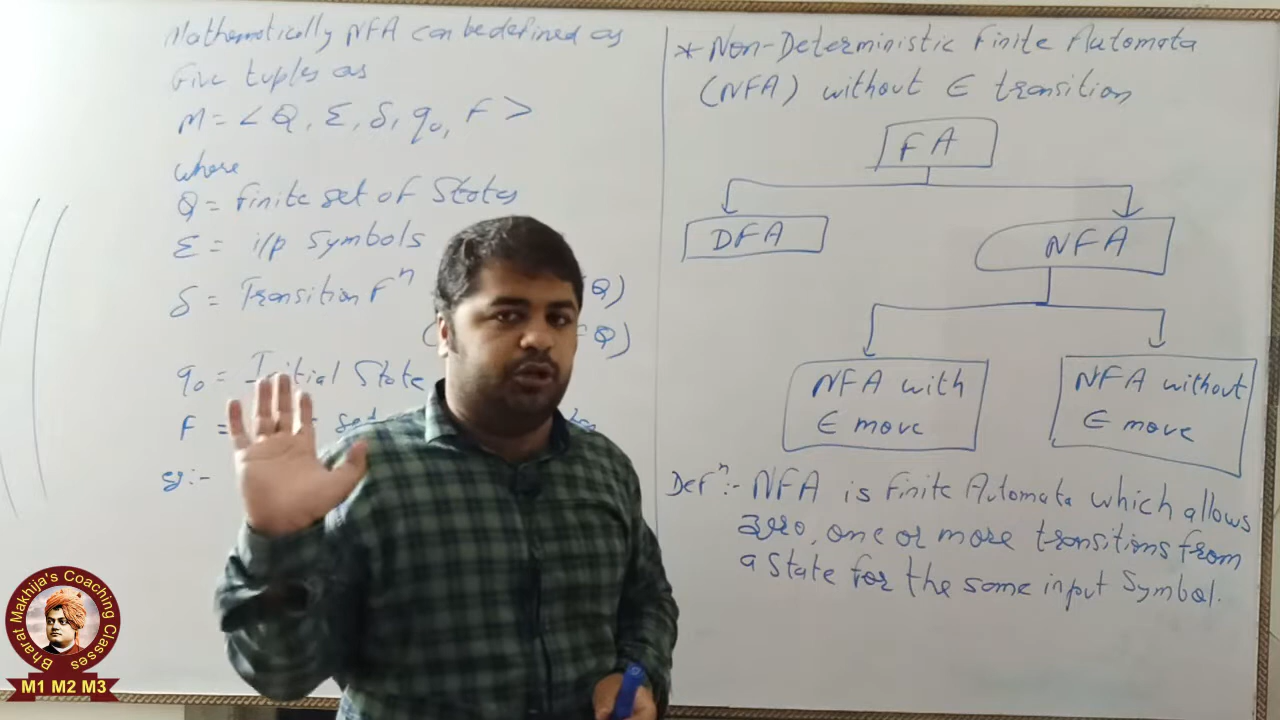 Mathematically NFA can be defined as
Five tuples as
M = < Q, Σ, δ, q0, F >
where
Q = Finite set of States
Σ = i/p Symbols
δ = Transition Fⁿ
Q)
Q)
q0 = Initial State
F = set
eg:-
* Non-Deterministic Finite Automata
(NFA) without ∈ transition
FA
DFA
NFA
NFA with
∈ move
NFA without
∈ move
Defⁿ:- NFA is Finite Automata which allows
zero, one or more transitions from
a state for the same input Symbol.
Bharat Makhija's Coaching Classes
M1 M2 M3